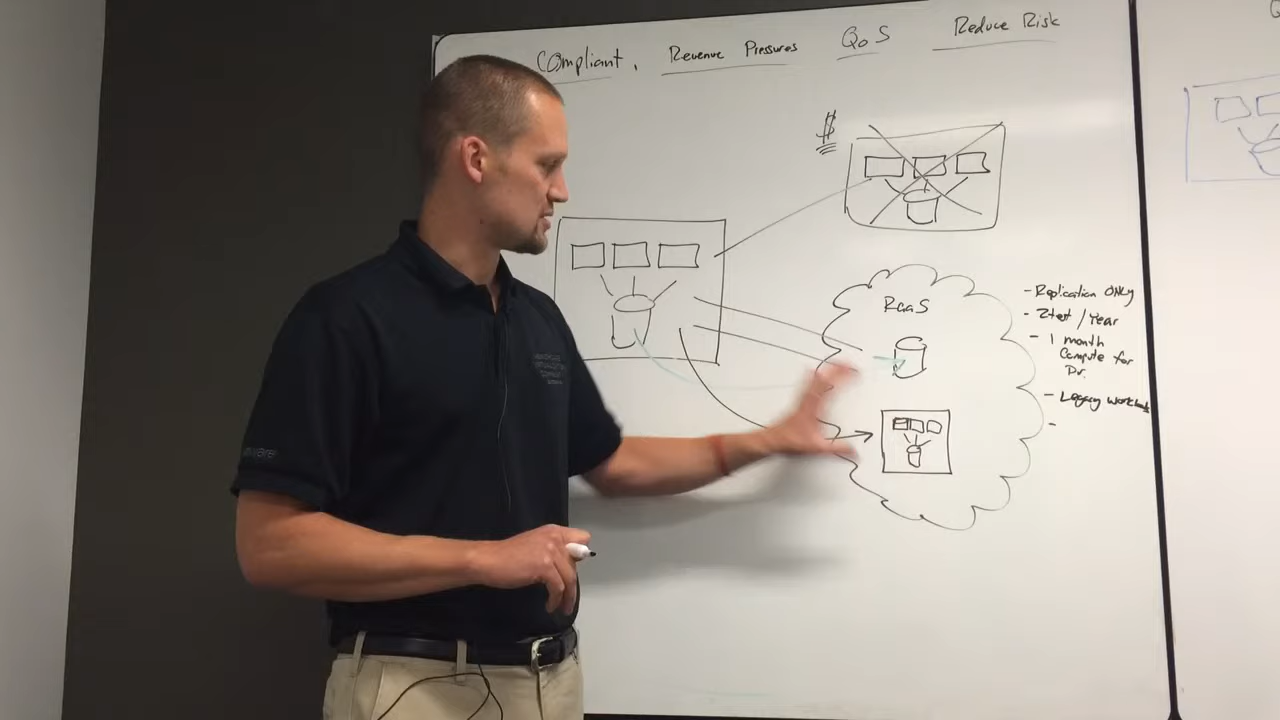 Compliant, Revenue Pressures QoS Reduce Risk
$
RaaS
- Replication ONLY
- 2test / Year
- 1 month
Compute for
Dr.
- Legacy workloads
-